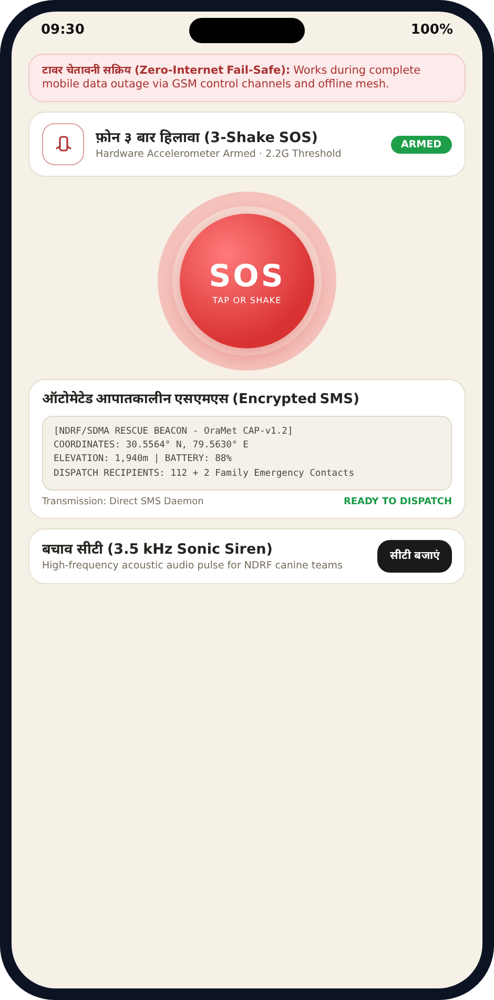 09:30
100%
टावर चेतावनी सक्रिय (Zero-Internet Fail-Safe): Works during complete
mobile data outage via GSM control channels and offline mesh.
फ़ोन ३ बार हिलावा (3-Shake SOS)
Hardware Accelerometer Armed · 2.2G Threshold
ARMED
SOS
TAP OR SHAKE
ऑटोमेटेड आपातकालीन एसएमएस (Encrypted SMS)
[NDRF/SDMA RESCUE BEACON - OraMet CAP-v1.2]
COORDINATES: 30.5564° N, 79.5630° E
ELEVATION: 1,940m | BATTERY: 88%
DISPATCH RECIPIENTS: 112 + 2 Family Emergency Contacts
Transmission: Direct SMS Daemon
READY TO DISPATCH
बचाव सीटी (3.5 kHz Sonic Siren)
High-frequency acoustic audio pulse for NDRF canine teams
सीटी बजाएं